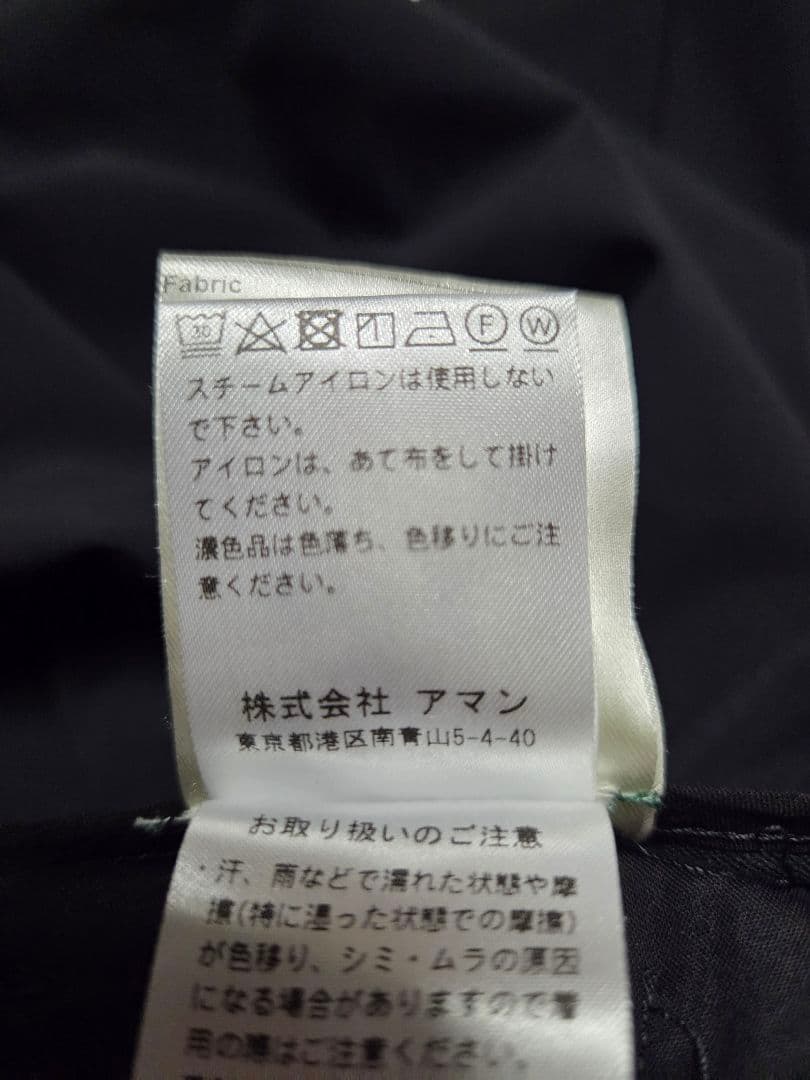 Fabric
30 F W
スチームアイロンは使用しない
で下さい。
アイロンは、あて布をして掛け
てください。
濃色品は色落ち、色移りにご注
意ください。
株式会社 アマン
東京都港区南青山5-4-40
お取り扱いのご注意
・汗、雨などで濡れた状態や摩
擦(特に湿った状態での摩擦)
が色移り、シミ・ムラの原因
になる場合がありますので着
用の際はご注意ください。